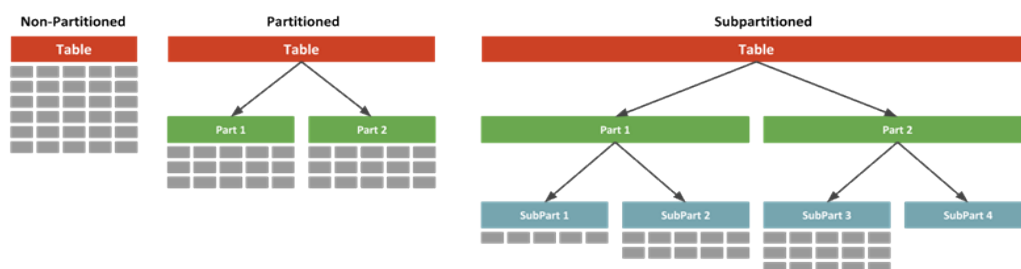 Non-Partitioned
Partitioned
Subpartitioned
Table
Table
Table
Part 1
Part 2
Part 1
Part 2
SubPart 1
SubPart 2
SubPart 3
SubPart 4